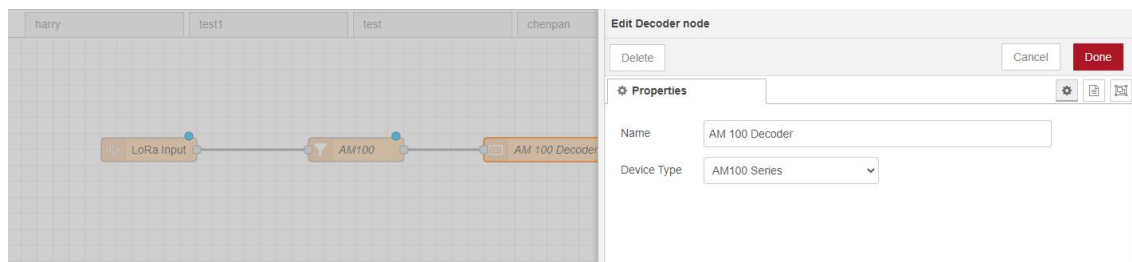 harry
test1
test
chenpan
LoRa Input
AM100
AM 100 Decoder
Edit Decoder node
Delete
Cancel
Done
Properties
Name
AM 100 Decoder
Device Type
AM100 Series